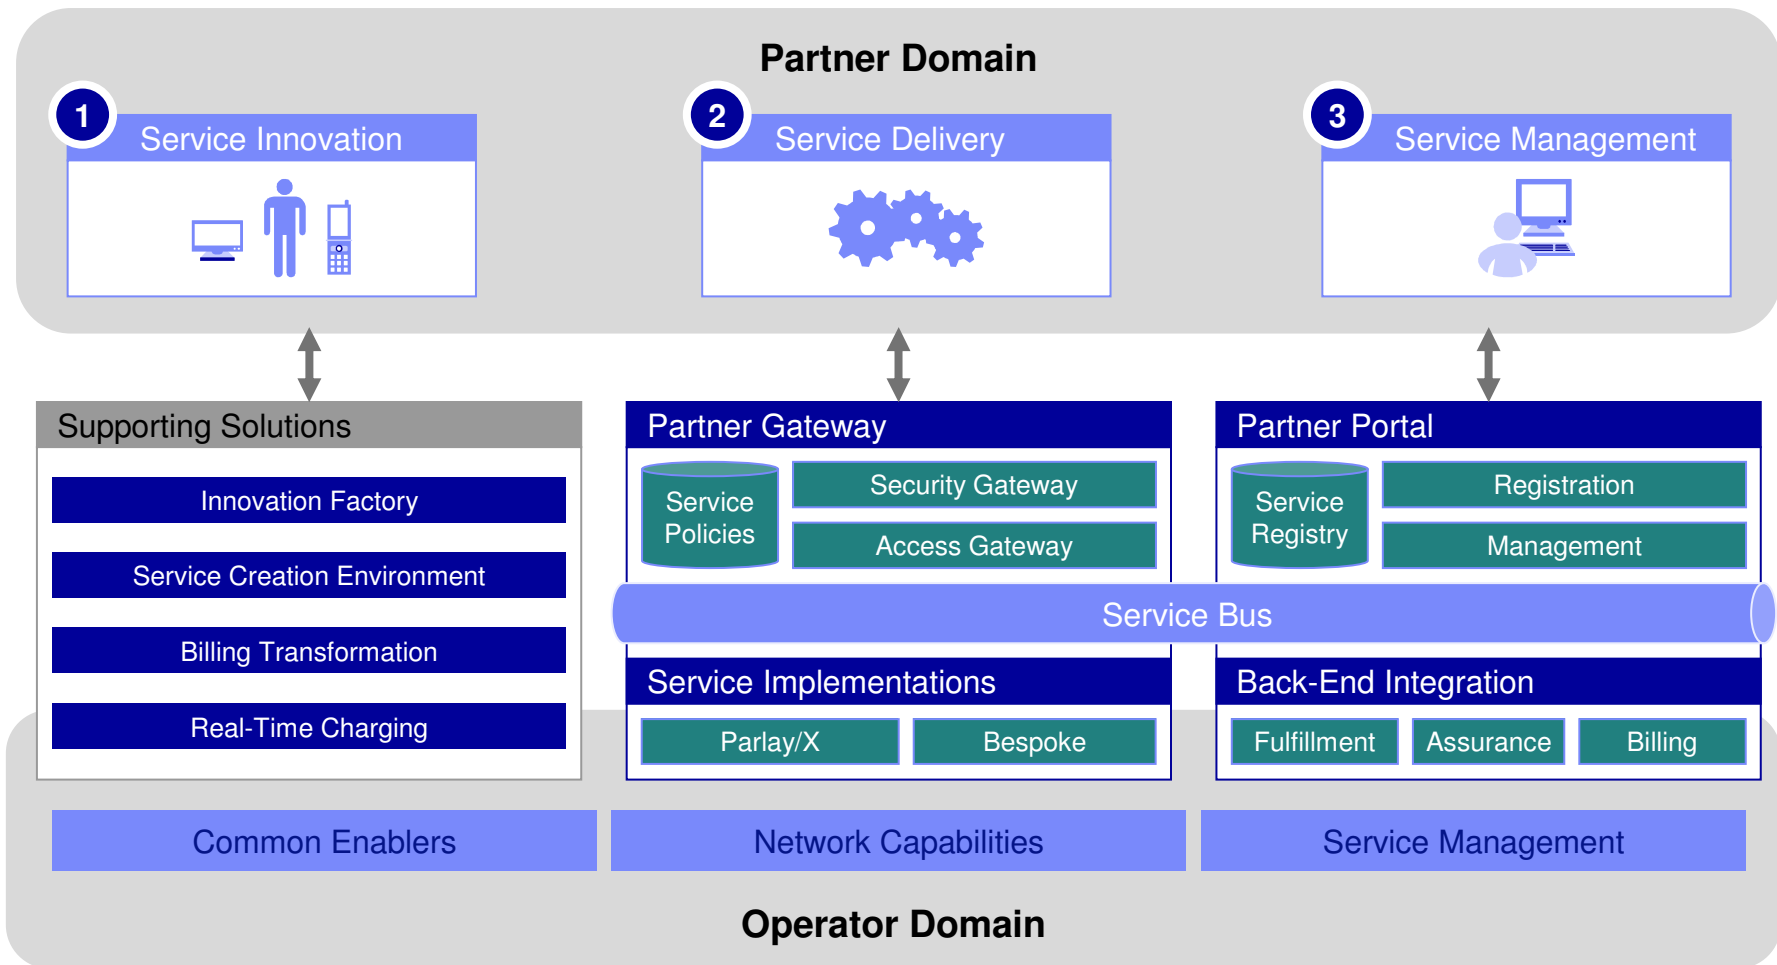 Partner Domain
1
Service Innovation
2
Service Delivery
3
Service Management
Supporting Solutions
Innovation Factory
Service Creation Environment
Billing Transformation
Real-Time Charging
Partner Gateway
Service
Policies
Security Gateway
Access Gateway
Partner Portal
Service
Registry
Registration
Management
Service Bus
Service Implementations
Parlay/X
Bespoke
Back-End Integration
Fulfillment
Assurance
Billing
Common Enablers
Network Capabilities
Service Management
Operator Domain